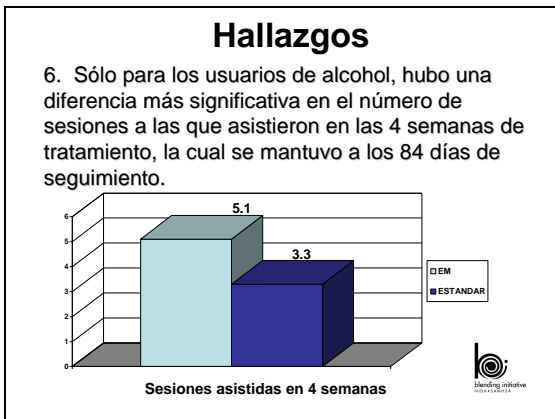 Hallazgos
6. Sólo para los usuarios de alcohol, hubo una
diferencia más significativa en el número de
sesiones a las que asistieron en las 4 semanas de
tratamiento, la cual se mantuvo a los 84 días de
seguimiento.
6
5
4
3
2
1
0
5.1
3.3
EM
ESTANDAR
Sesiones asistidas en 4 semanas
blending initiative
NIDA•SAMHSA